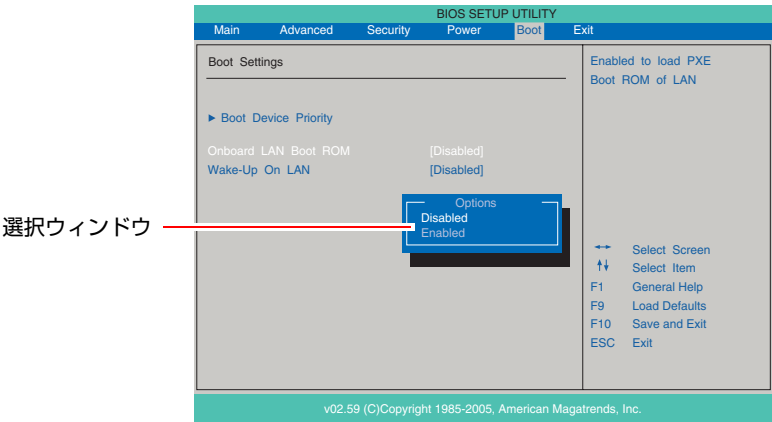 BIOS SETUP UTILITY
Main Advanced Security Power Boot Exit
Boot Settings
Boot Device Priority
Onboard LAN Boot ROM [Disabled]
Wake-Up On LAN [Disabled]
Options
Disabled
Enabled
選択ウィンドウ
Enabled to load PXE
Boot ROM of LAN
Select Screen
Select Item
F1 General Help
F9 Load Defaults
F10 Save and Exit
ESC Exit
v02.59 (C)Copyright 1985-2005, American Magatrends, Inc.